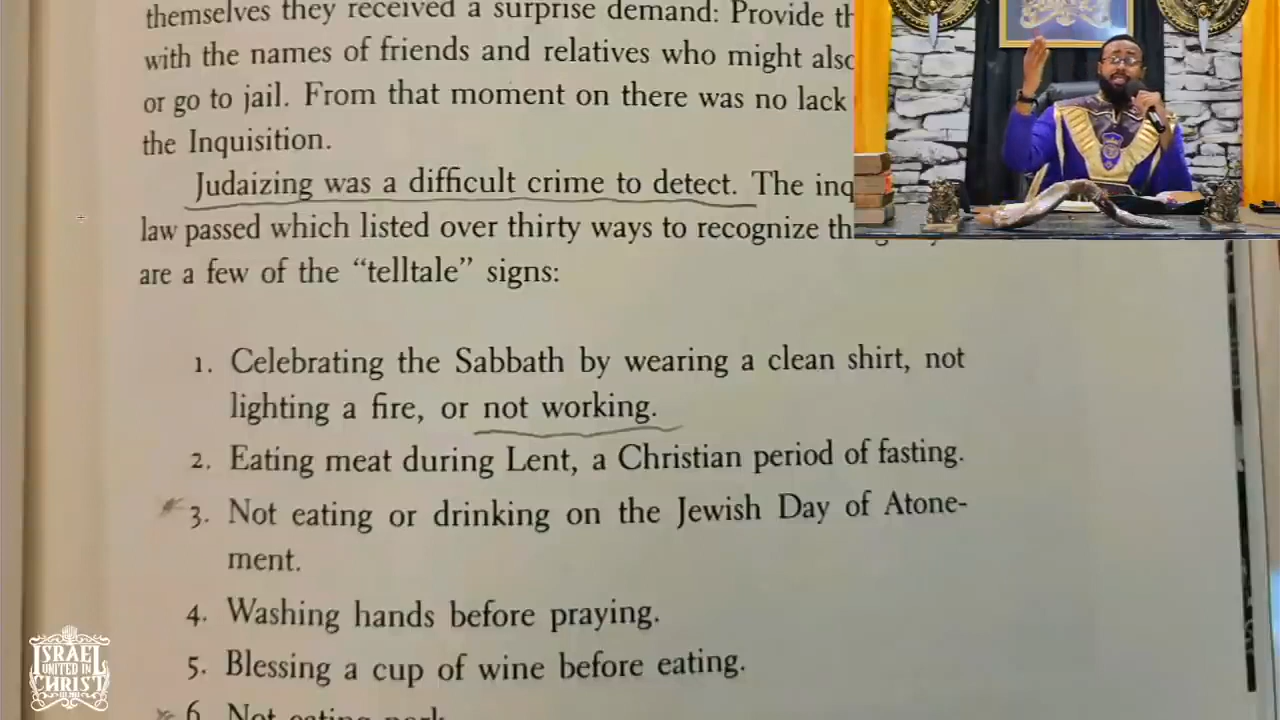 themselves they received a surprise demand: Provide
with the names of friends and relatives who might also
or go to jail. From that moment on there was no lack
the Inquisition.
Judaizing was a difficult crime to detect. The
law passed which listed over thirty ways to recognize
are a few of the “telltale” signs:
1. Celebrating the Sabbath by wearing a clean shirt, not
lighting a fire, or not working.
2. Eating meat during Lent, a Christian period of fasting.
3. Not eating or drinking on the Jewish Day of Atone-
ment.
4. Washing hands before praying.
5. Blessing a cup of wine before eating.
6. Not eating pork
ISRAEL
UNITED IN
CHRIST